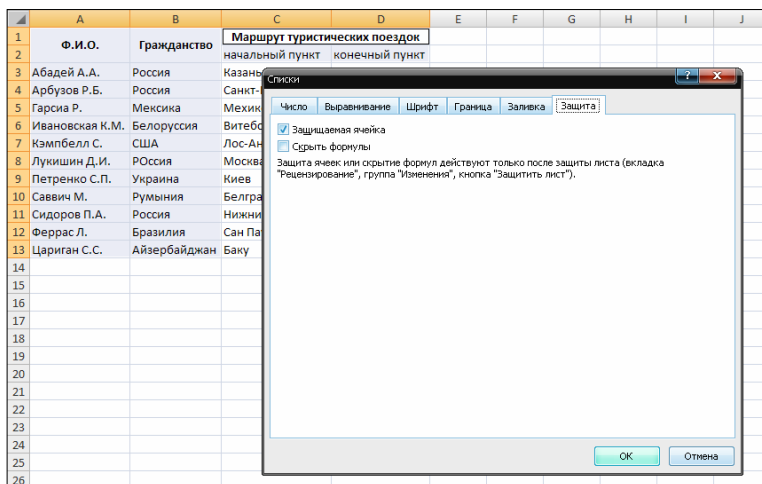 A B C D E F G H I J
1 Ф.И.О. Гражданство Маршрут туристических поездок
2 начальный пункт конечный пункт
3 Абадей А.А. Россия Казань
4 Арбузов Р.Б. Россия Санкт-
5 Гарсиа Р. Мексика Мехик
6 Ивановская К.М. Белоруссия Витебс
7 Кэмпбелл С. США Лос-Ан
8 Лукишин Д.И. РОссия Москва
9 Петренко С.П. Украина Киев
10 Саввич М. Румыния Белгра
11 Сидоров П.А. Россия Нижни
12 Феррас Л. Бразилия Сан Па
13 Цариган С.С. Айзербайджан Баку
14
15
16
17
18
19
20
21
22
23
24
25
26
Списки
Число Выравнивание Шрифт Граница Заливка Защита
Защищаемая ячейка
Скрыть формулы
Защита ячеек или скрытие формул действуют только после защиты листа (вкладка
"Рецензирование", группа "Изменения", кнопка "Защитить лист").
ОК Отмена